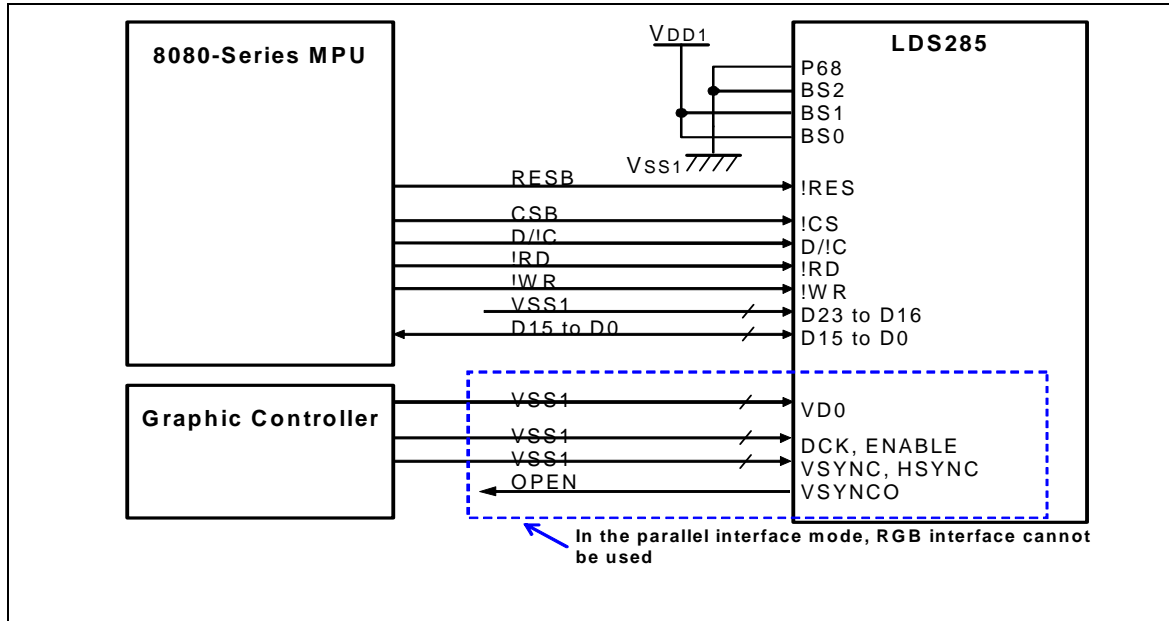 8080-Series MPU
VDD1
LDS285
P68
BS2
BS1
BS0
VSS1
RESB
!RES
CSB
!CS
D/!C
D/!C
!RD
!RD
!WR
!WR
VSS1
D23 to D16
D15 to D0
D15 to D0
Graphic Controller
VSS1
VD0
VSS1
DCK, ENABLE
VSS1
VSYNC, HSYNC
OPEN
VSYNCO
In the parallel interface mode, RGB interface cannot
be used